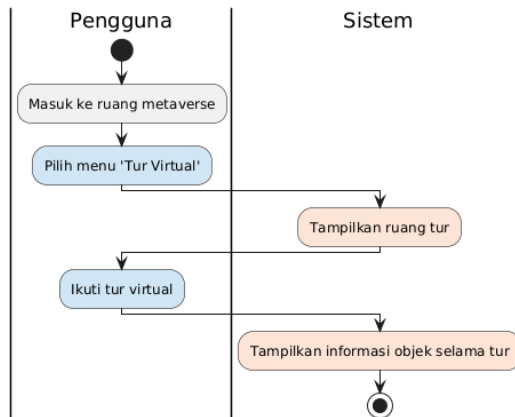 Pengguna
Sistem
Masuk ke ruang metaverse
Pilih menu 'Tur Virtual'
Tampilkan ruang tur
Ikuti tur virtual
Tampilkan informasi objek selama tur